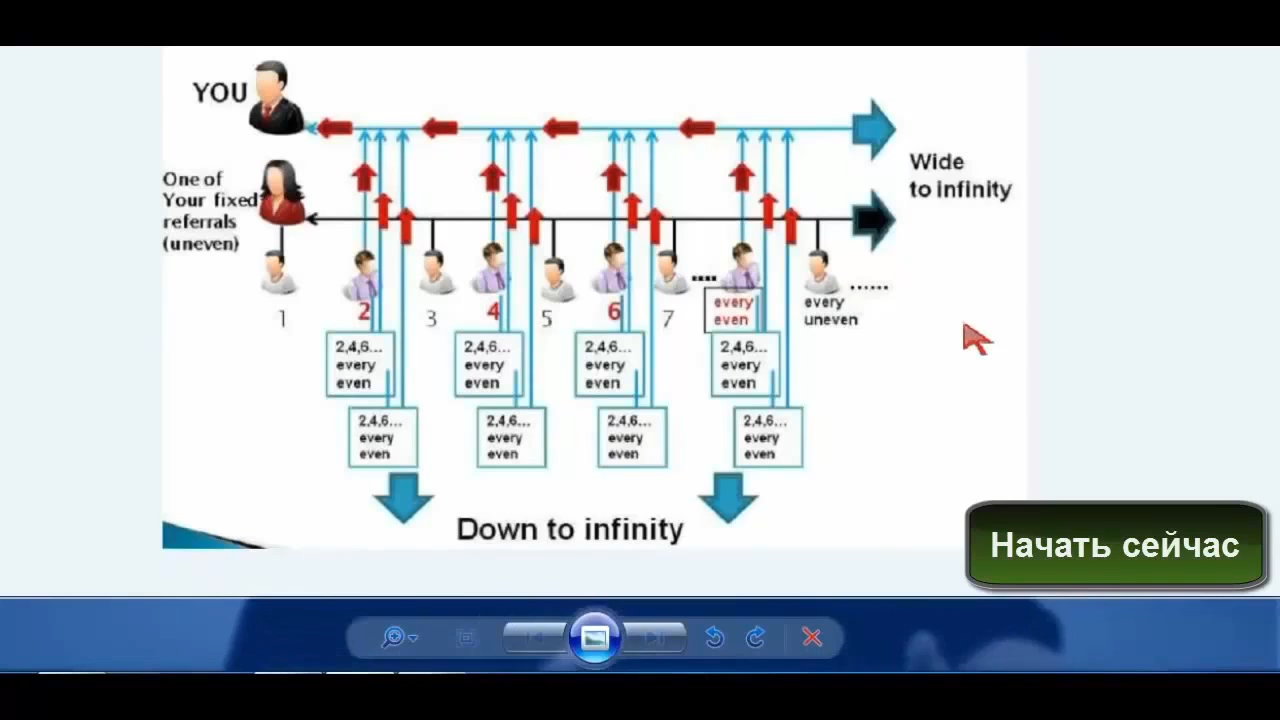 YOU
One of
Your fixed
referrals
(uneven)
Wide
to infinity
1
2
3
4
5
6
7
....
every
even
every
uneven
......
2,4,6...
every
even
2,4,6...
every
even
2,4,6...
every
even
2,4,6...
every
even
2,4,6...
every
even
2,4,6...
every
even
2,4,6...
every
even
2,4,6...
every
even
Down to infinity
Начать сейчас